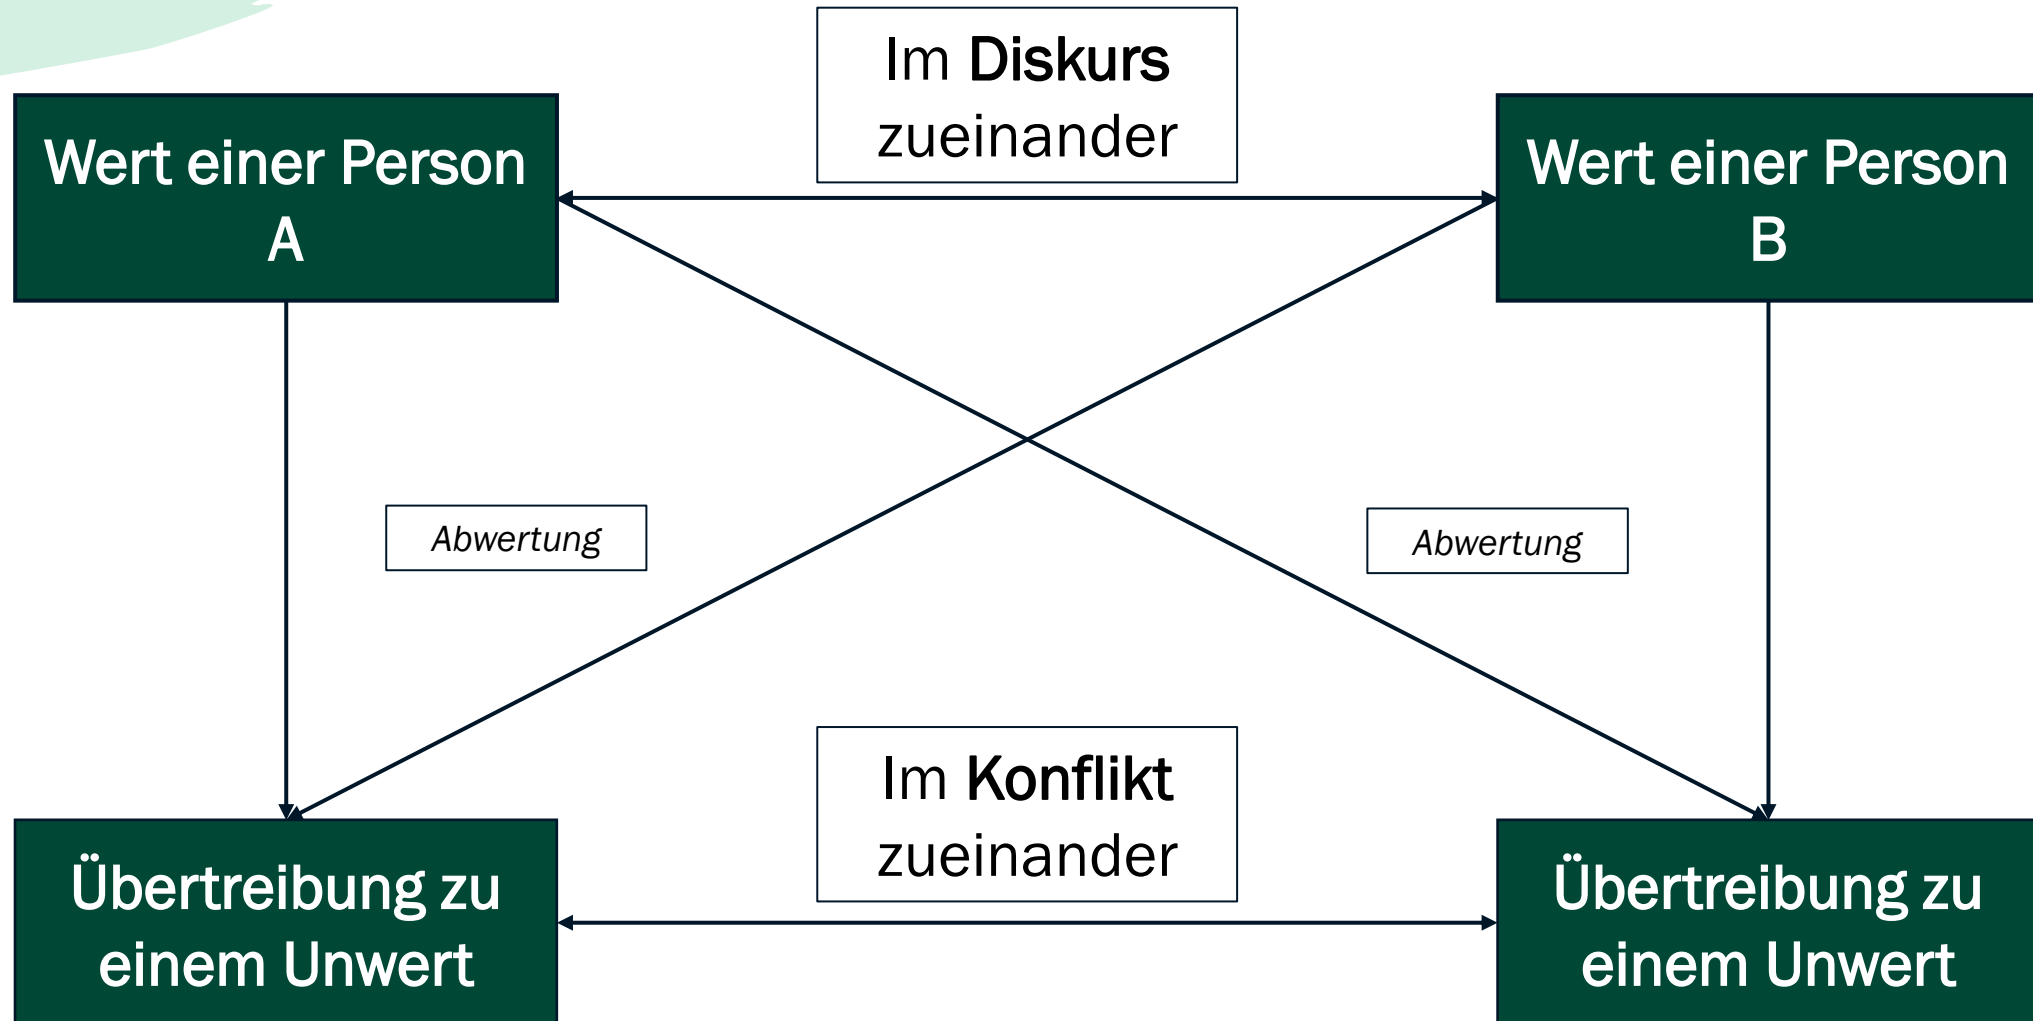 Im Diskurs
zueinander
Wert einer Person
A
Wert einer Person
B
Abwertung
Abwertung
Im Konflikt
zueinander
Übertreibung zu
einem Unwert
Übertreibung zu
einem Unwert